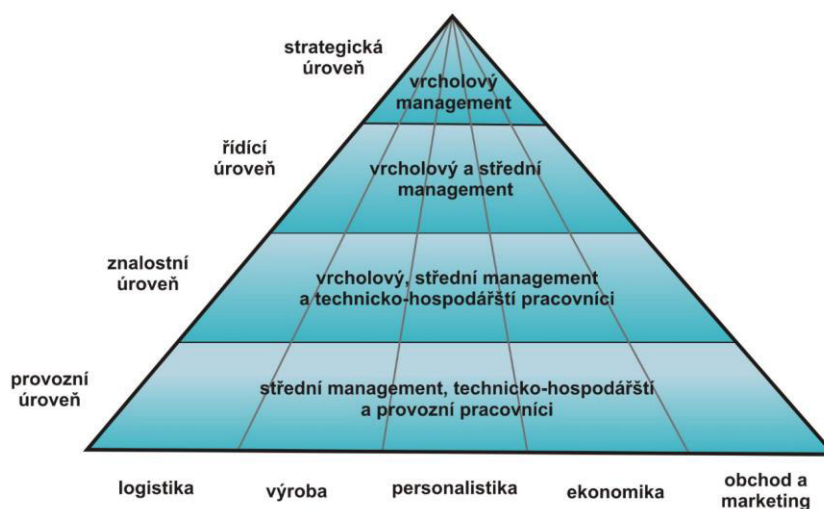 strategická
úroveň
vrcholový
management
řídící
úroveň
vrcholový a střední
management
znalostní
úroveň
vrcholový, střední management
a technicko-hospodářští pracovníci
provozní
úroveň
střední management, technicko-hospodářští
a provozní pracovníci
logistika
výroba
personalistika
ekonomika
obchod a
marketing